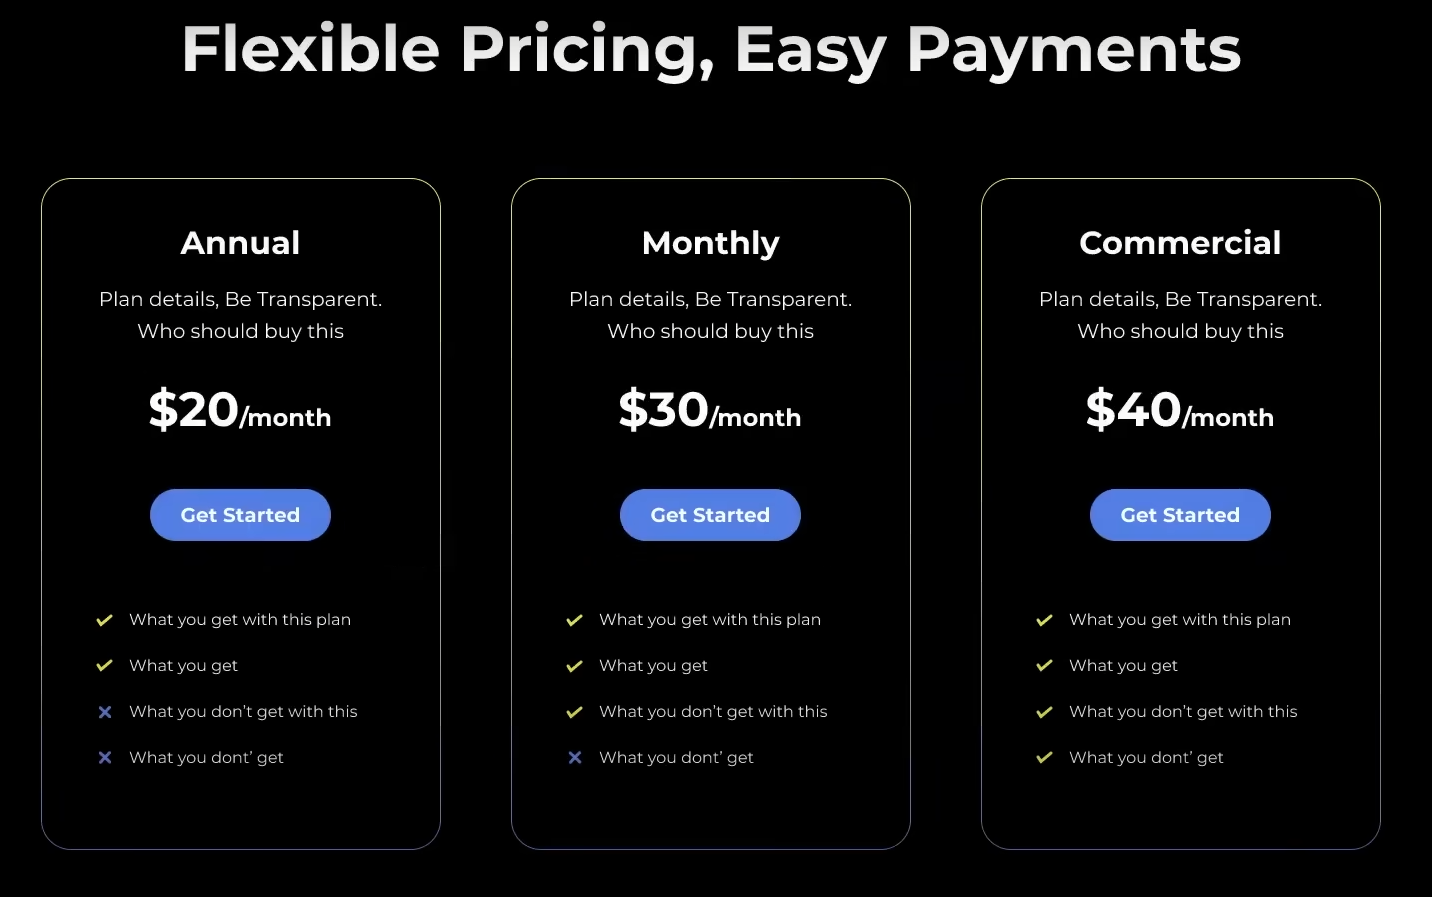 Flexible Pricing, Easy Payments
Annual
Plan details, Be Transparent.
Who should buy this
$20/month
Get Started
What you get with this plan
What you get
What you don’t get with this
What you dont’ get
Monthly
Plan details, Be Transparent.
Who should buy this
$30/month
Get Started
What you get with this plan
What you get
What you don’t get with this
What you dont’ get
Commercial
Plan details, Be Transparent.
Who should buy this
$40/month
Get Started
What you get with this plan
What you get
What you don’t get with this
What you dont’ get